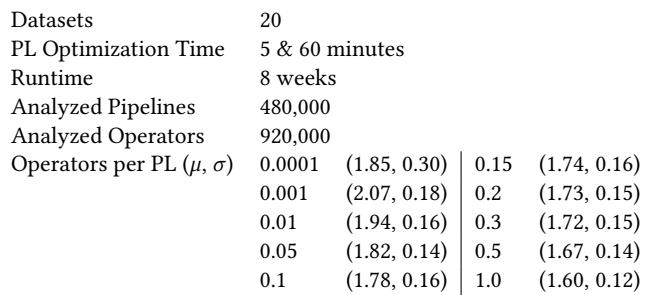 Datasets 20
PL Optimization Time 5 & 60 minutes
Runtime 8 weeks
Analyzed Pipelines 480,000
Analyzed Operators 920,000
Operators per PL (μ, σ) 0.0001 (1.85, 0.30) 0.15 (1.74, 0.16)
0.001 (2.07, 0.18) 0.2 (1.73, 0.15)
0.01 (1.94, 0.16) 0.3 (1.72, 0.15)
0.05 (1.82, 0.14) 0.5 (1.67, 0.14)
0.1 (1.78, 0.16) 1.0 (1.60, 0.12)